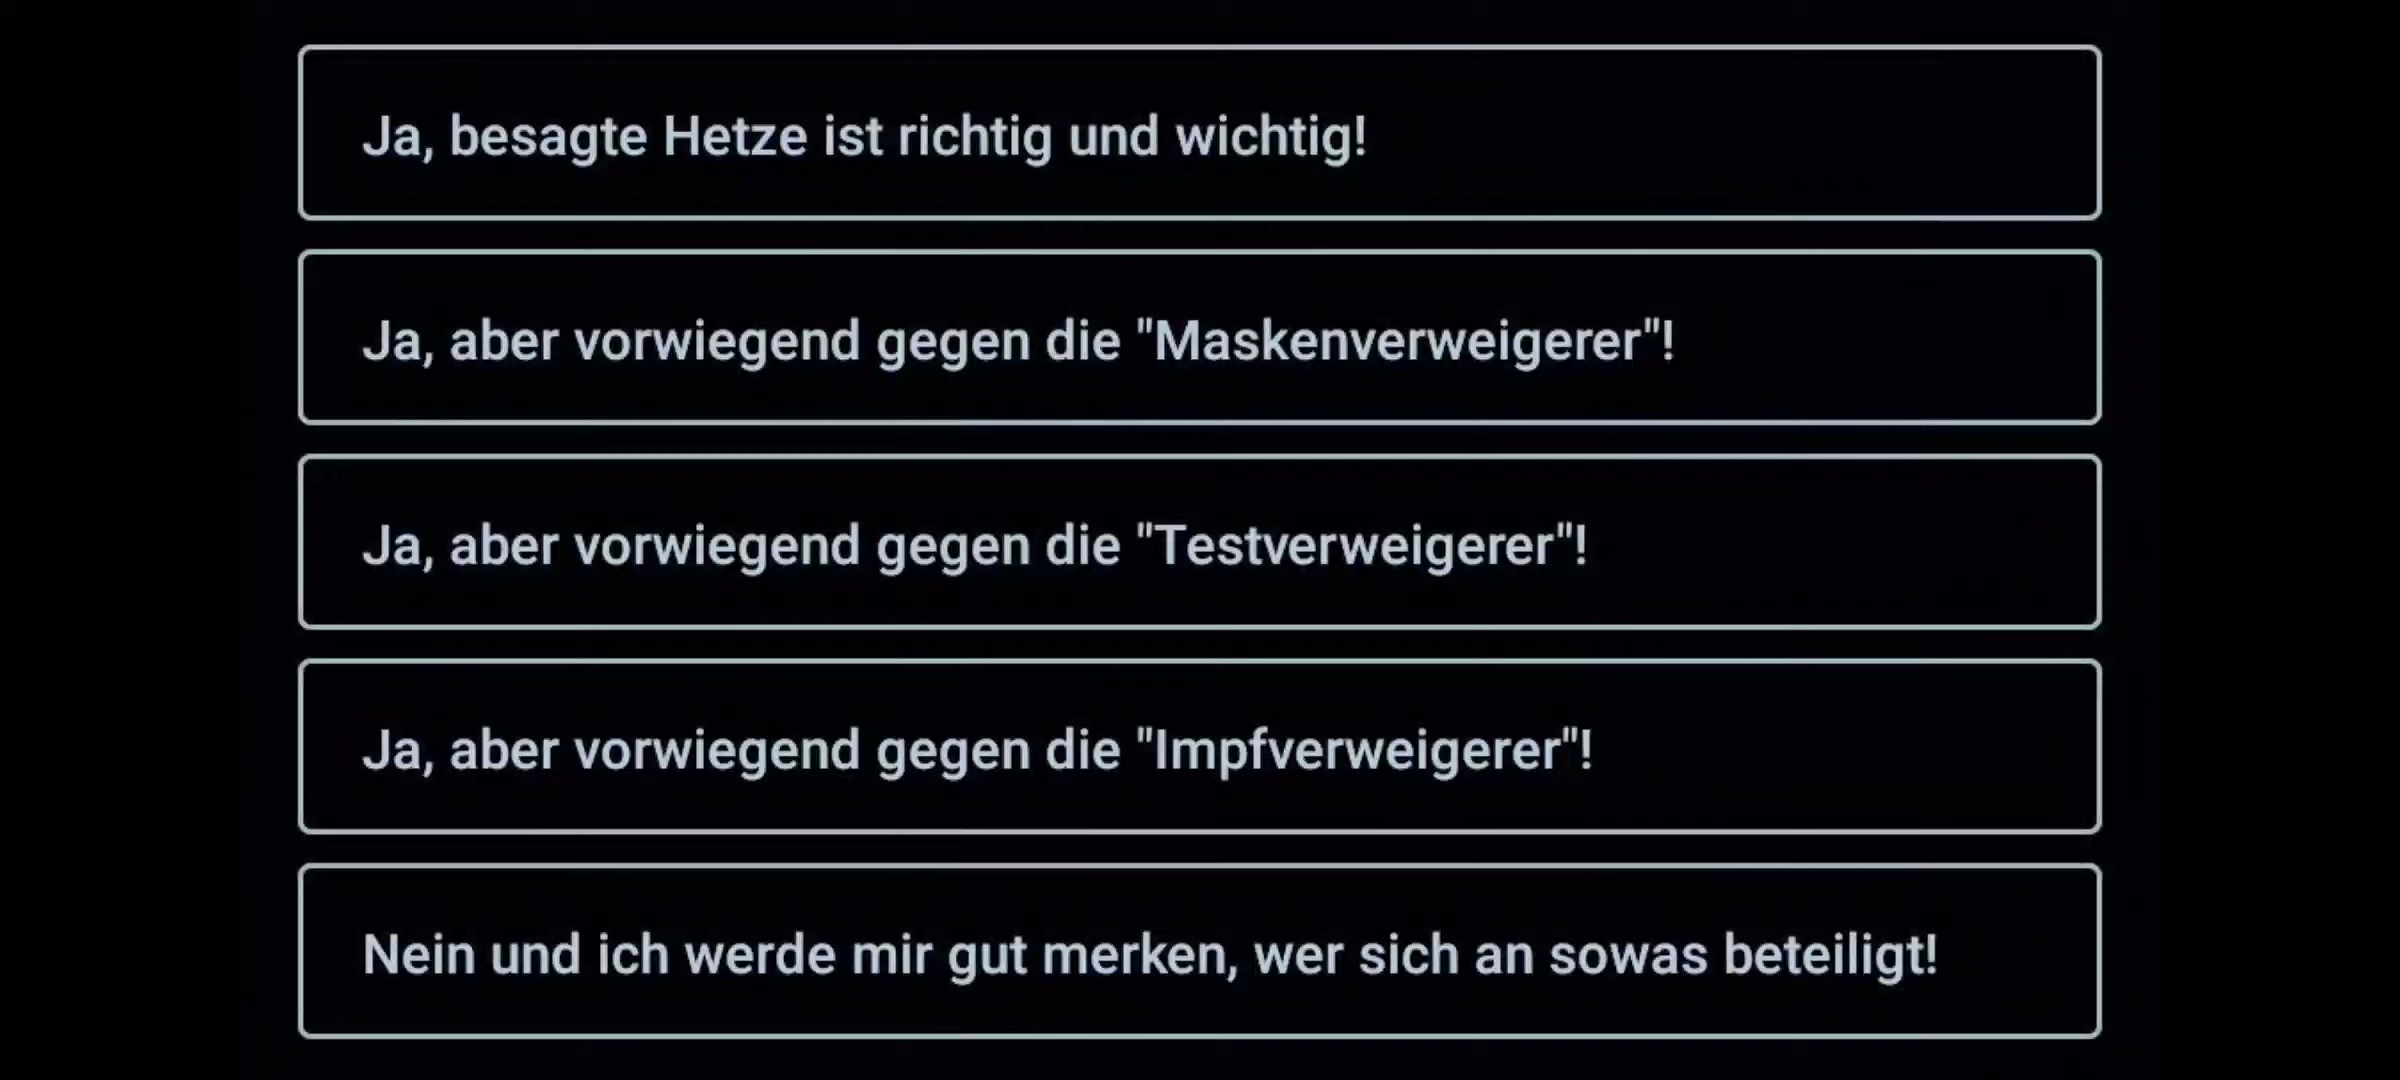 Ja, besagte Hetze ist richtig und wichtig!
Ja, aber vorwiegend gegen die "Maskenverweigerer"!
Ja, aber vorwiegend gegen die "Testverweigerer"!
Ja, aber vorwiegend gegen die "Impfverweigerer"!
Nein und ich werde mir gut merken, wer sich an sowas beteiligt!